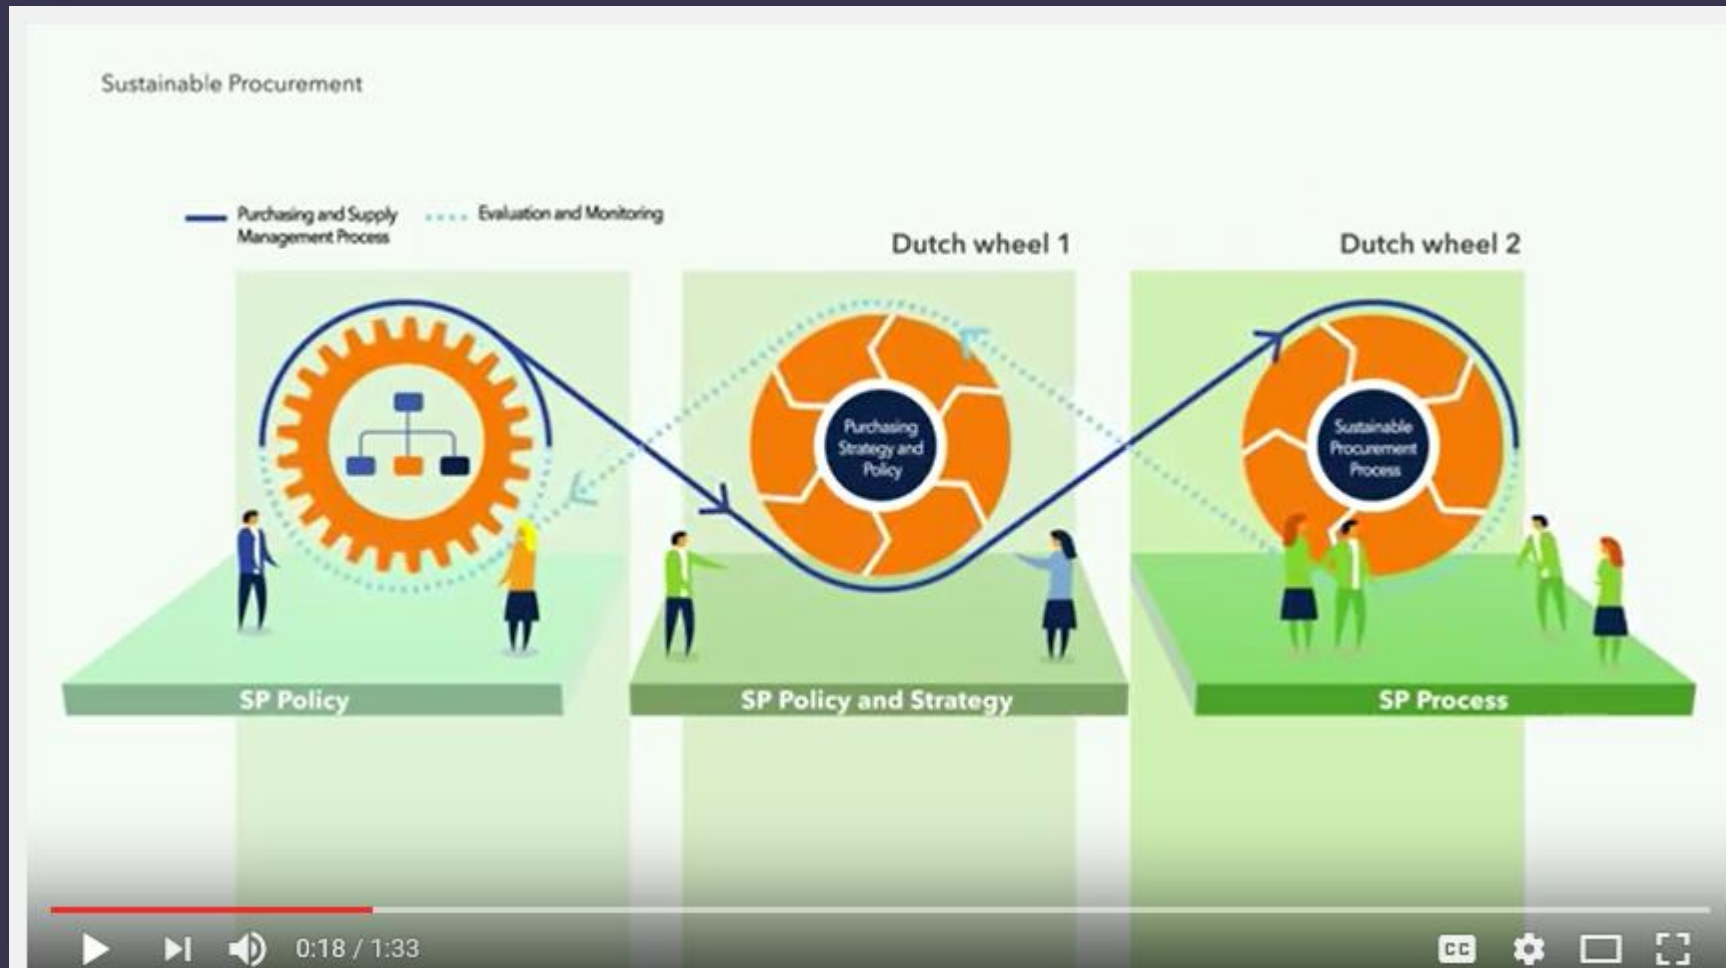 Sustainable Procurement
Purchasing and Supply
Management Process
Evaluation and Monitoring
Dutch wheel 1
Dutch wheel 2
Purchasing
Strategy and
Policy
Sustainable
Procurement
Process
SP Policy
SP Policy and Strategy
SP Process
0:18 / 1:33
CC